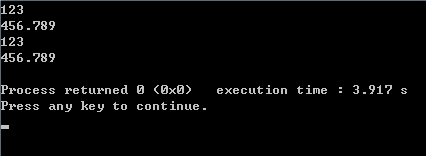 123
456.789
123
456.789
Process returned 0 (0x0)   execution time : 3.917 s
Press any key to continue.